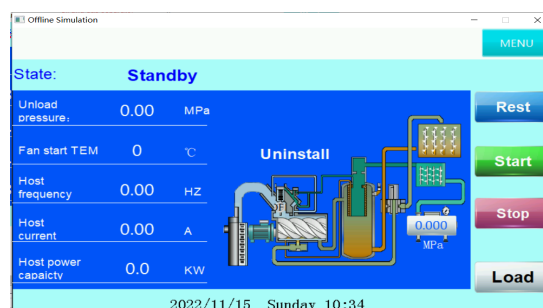 Offline Simulation
MENU
State: Standby
Unload pressure: 0.00 MPa
Fan start TEM 0 ℃
Host frequency 0.00 HZ
Host current 0.00 A
Host power capaicty 0.0 KW
Uninstall
0.000
MPa
Rest
Start
Stop
Load
2022/11/15 Sunday 10:34